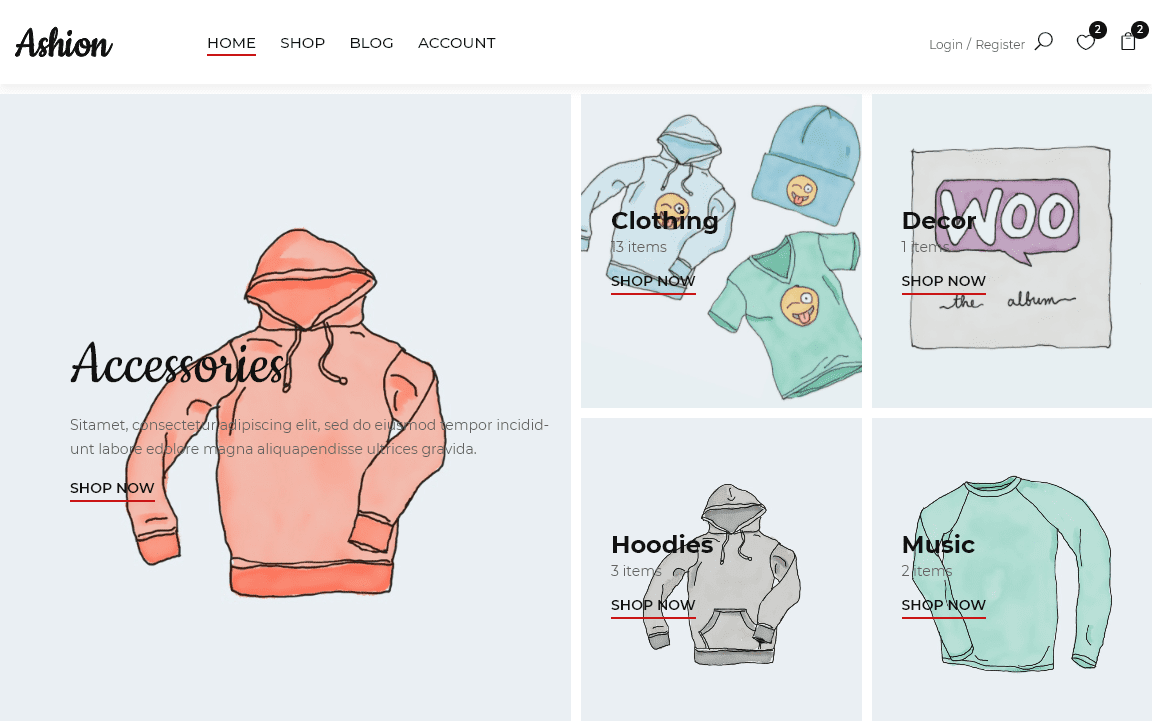 Ashion
HOME SHOP BLOG ACCOUNT
Login / Register
2
2
Accessories
Sitamet, consectetur adipiscing elit, sed do eiusmod tempor incidid-
unt labore edolore magna aliquapendisse ultrices gravida.
SHOP NOW
Clothing
13 items
SHOP NOW
WOO
the album
Decor
1 items
SHOP NOW
Hoodies
3 items
SHOP NOW
Music
2 items
SHOP NOW